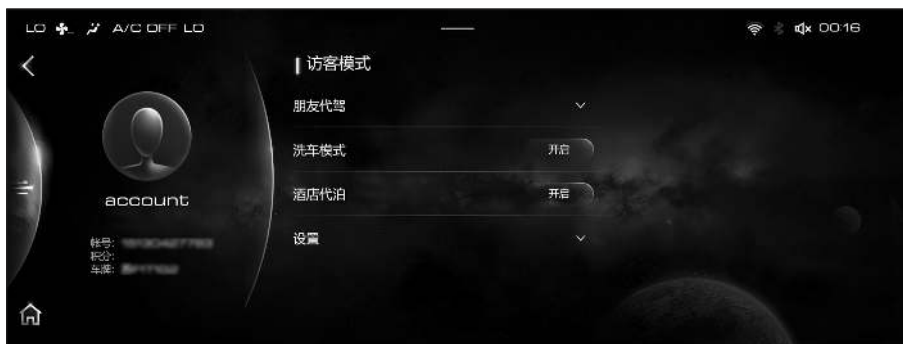 LO A/C OFF LO
00:16
访客模式
朋友代驾
洗车模式 开启
酒店代泊 开启
设置
account
帐号:
积分:
车牌: